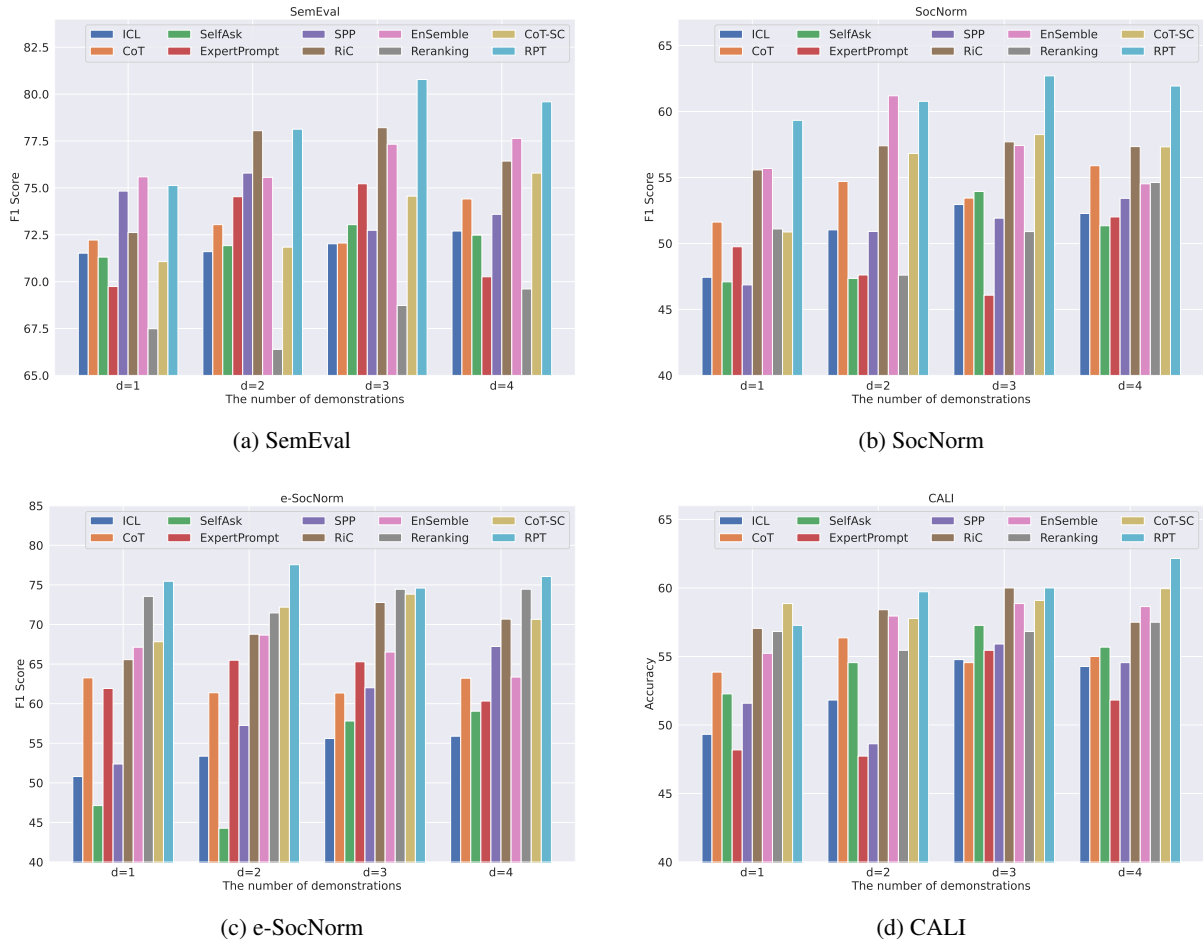 SemEval
ICL SelfAsk SPP EnSemble CoT-SC
CoT ExpertPrompt RiC Reranking RPT
82.5
80.0
77.5
75.0
72.5
70.0
67.5
65.0
F1 Score
d=1 d=2 d=3 d=4
The number of demonstrations
(a) SemEval
SocNorm
ICL SelfAsk SPP EnSemble CoT-SC
CoT ExpertPrompt RiC Reranking RPT
65
60
55
50
45
40
F1 Score
d=1 d=2 d=3 d=4
The number of demonstrations
(b) SocNorm
e-SocNorm
ICL SelfAsk SPP EnSemble CoT-SC
CoT ExpertPrompt RiC Reranking RPT
85
80
75
70
65
60
55
50
45
40
F1 Score
d=1 d=2 d=3 d=4
The number of demonstrations
(c) e-SocNorm
CALI
ICL SelfAsk SPP EnSemble CoT-SC
CoT ExpertPrompt RiC Reranking RPT
65
60
55
50
45
40
Accuracy
d=1 d=2 d=3 d=4
The number of demonstrations
(d) CALI